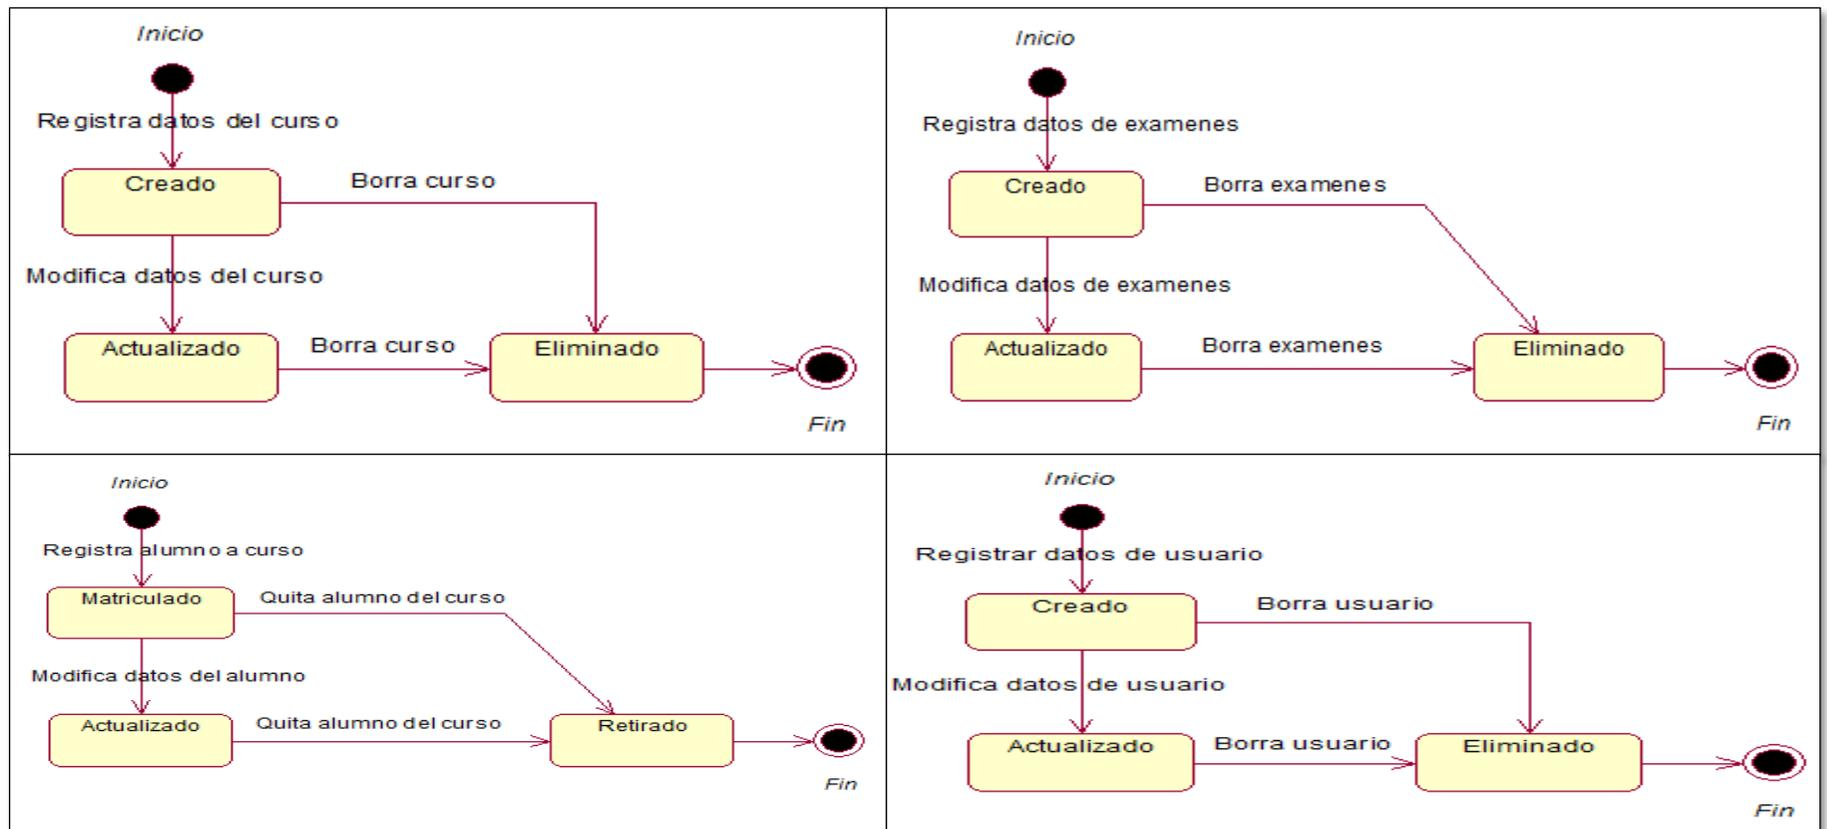 Inicio
Registra datos del curso
Creado
Borra curso
Modifica datos del curso
Actualizado
Borra curso
Eliminado
Fin
Inicio
Registra datos de examenes
Creado
Borra examenes
Modifica datos de examenes
Actualizado
Borra examenes
Eliminado
Fin
Inicio
Registra alumno a curso
Matriculado
Quita alumno del curso
Modifica datos del alumno
Actualizado
Quita alumno del curso
Retirado
Fin
Inicio
Registrar datos de usuario
Creado
Borra usuario
Modifica datos de usuario
Actualizado
Borra usuario
Eliminado
Fin